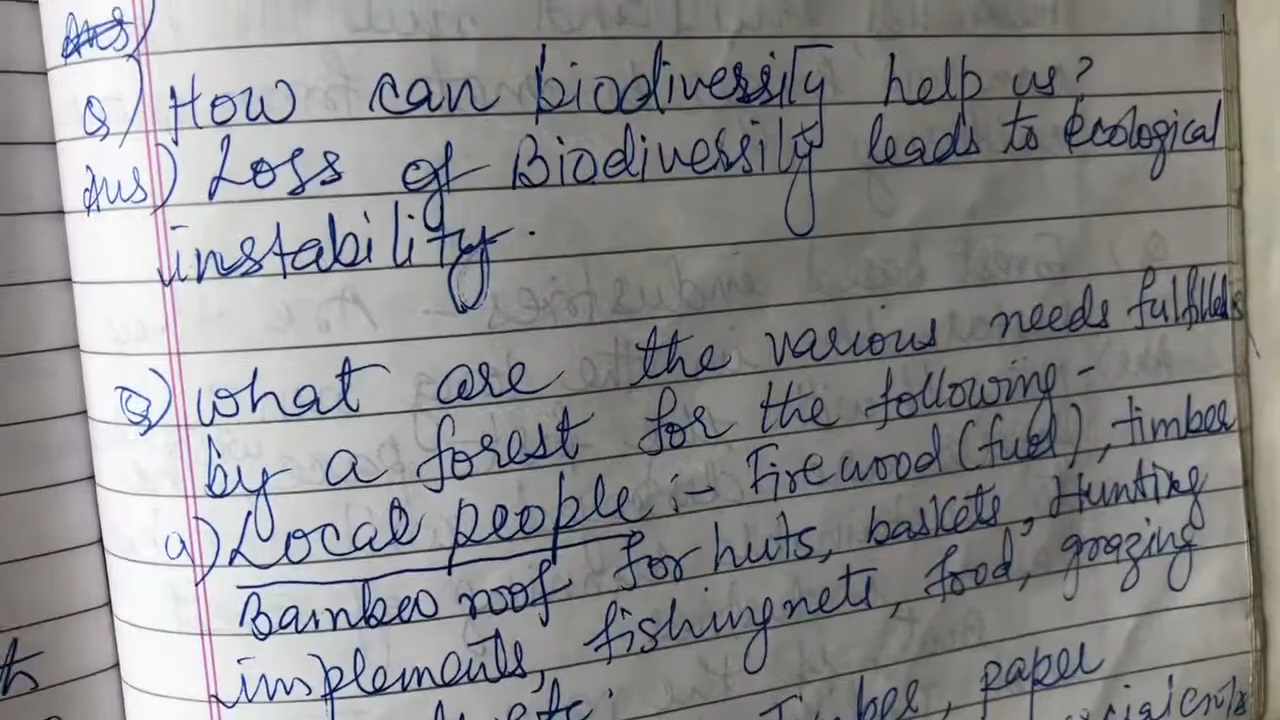 Ans)
Q) How can biodiversity help us?
Ans) Loss of Biodiversity leads to Ecological
instability.
Q) what are the various needs fulfilled
by a forest for the following -
a) Local people :- Firewood (fuel), timber
Bamboo roof for huts, baskets, Hunting
implements, fishing nets, food, grazing
etc.
Timber, paper